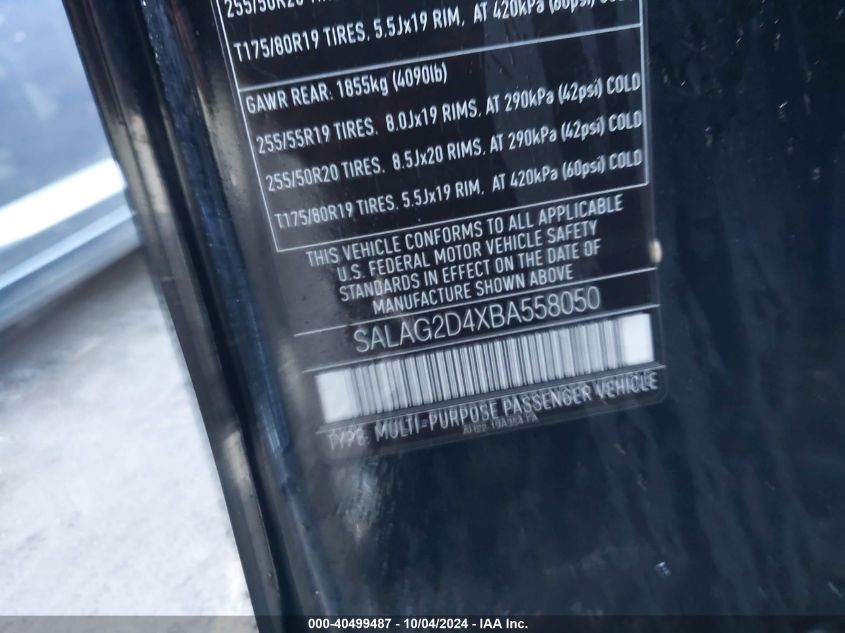 255/50R20
T175/80R19 TIRES, 5.5Jx19 RIM, AT 420kPa (60psi) COLD
GAWR REAR: 1855kg (4090lb)
255/55R19 TIRES, 8.0Jx19 RIMS, AT 290kPa (42psi) COLD
255/50R20 TIRES, 8.5Jx20 RIMS, AT 290kPa (42psi) COLD
T175/80R19 TIRES, 5.5Jx19 RIM, AT 420kPa (60psi) COLD
THIS VEHICLE CONFORMS TO ALL APPLICABLE
U.S. FEDERAL MOTOR VEHICLE SAFETY
STANDARDS IN EFFECT ON THE DATE OF
MANUFACTURE SHOWN ABOVE
SALAG2D4XBA558050
TYPE: MULTI-PURPOSE PASSENGER VEHICLE
000-40499487 - 10/04/2024 - IAA Inc.